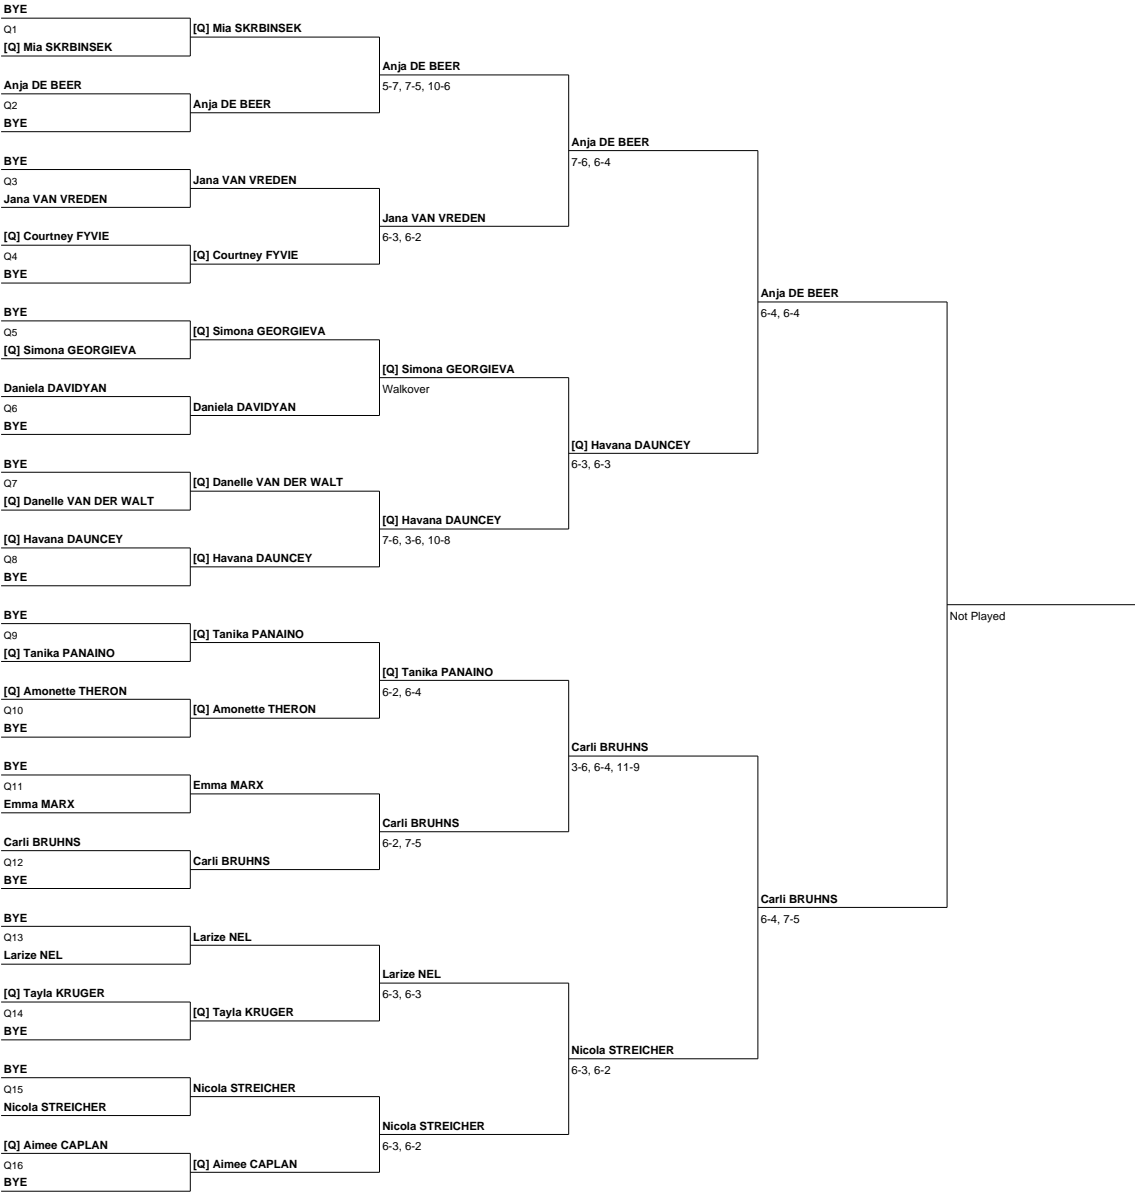 BYE
Q1
[Q] Mia SKRBINSEK
Anja DE BEER
Q2
BYE
BYE
Q3
Jana VAN VREDEN
[Q] Courtney FYVIE
Q4
BYE
BYE
Q5
[Q] Simona GEORGIEVA
Daniela DAVIDYAN
Q6
BYE
BYE
Q7
[Q] Danelle VAN DER WALT
[Q] Havana DAUNCEY
Q8
BYE
BYE
Q9
[Q] Tanika PANAINO
[Q] Amonette THERON
Q10
BYE
BYE
Q11
Emma MARX
Carli BRUHNS
Q12
BYE
BYE
Q13
Larize NEL
[Q] Tayla KRUGER
Q14
BYE
BYE
Q15
Nicola STREICHER
[Q] Aimee CAPLAN
Q16
BYE
[Q] Mia SKRBINSEK
Anja DE BEER
Jana VAN VREDEN
[Q] Courtney FYVIE
[Q] Simona GEORGIEVA
Daniela DAVIDYAN
[Q] Danelle VAN DER WALT
[Q] Havana DAUNCEY
[Q] Tanika PANAINO
[Q] Amonette THERON
Emma MARX
Carli BRUHNS
Larize NEL
[Q] Tayla KRUGER
Nicola STREICHER
[Q] Aimee CAPLAN
Anja DE BEER
5-7, 7-5, 10-6
Jana VAN VREDEN
6-3, 6-2
[Q] Simona GEORGIEVA
Walkover
[Q] Havana DAUNCEY
7-6, 3-6, 10-8
[Q] Tanika PANAINO
6-2, 6-4
Carli BRUHNS
6-2, 7-5
Larize NEL
6-3, 6-3
Nicola STREICHER
6-3, 6-2
Anja DE BEER
7-6, 6-4
[Q] Havana DAUNCEY
6-3, 6-3
Carli BRUHNS
3-6, 6-4, 11-9
Nicola STREICHER
6-3, 6-2
Anja DE BEER
6-4, 6-4
Carli BRUHNS
6-4, 7-5
Not Played